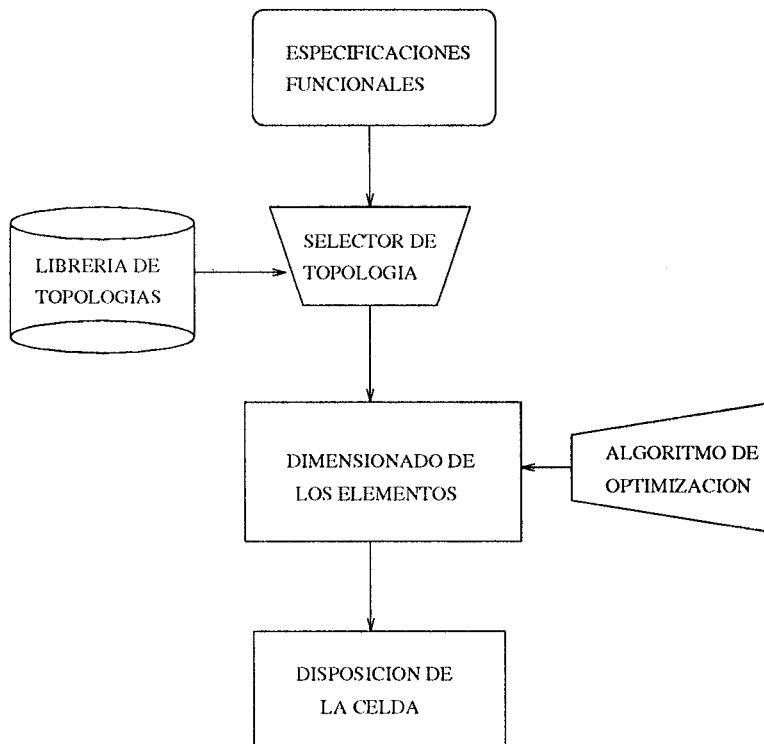 ESPECIFICACIONES
FUNCIONALES
SELECTOR DE
TOPOLOGIA
LIBRERIA DE
TOPOLOGIAS
DIMENSIONADO DE
LOS ELEMENTOS
ALGORITMO DE
OPTIMIZACION
DISPOSICION DE
LA CELDA